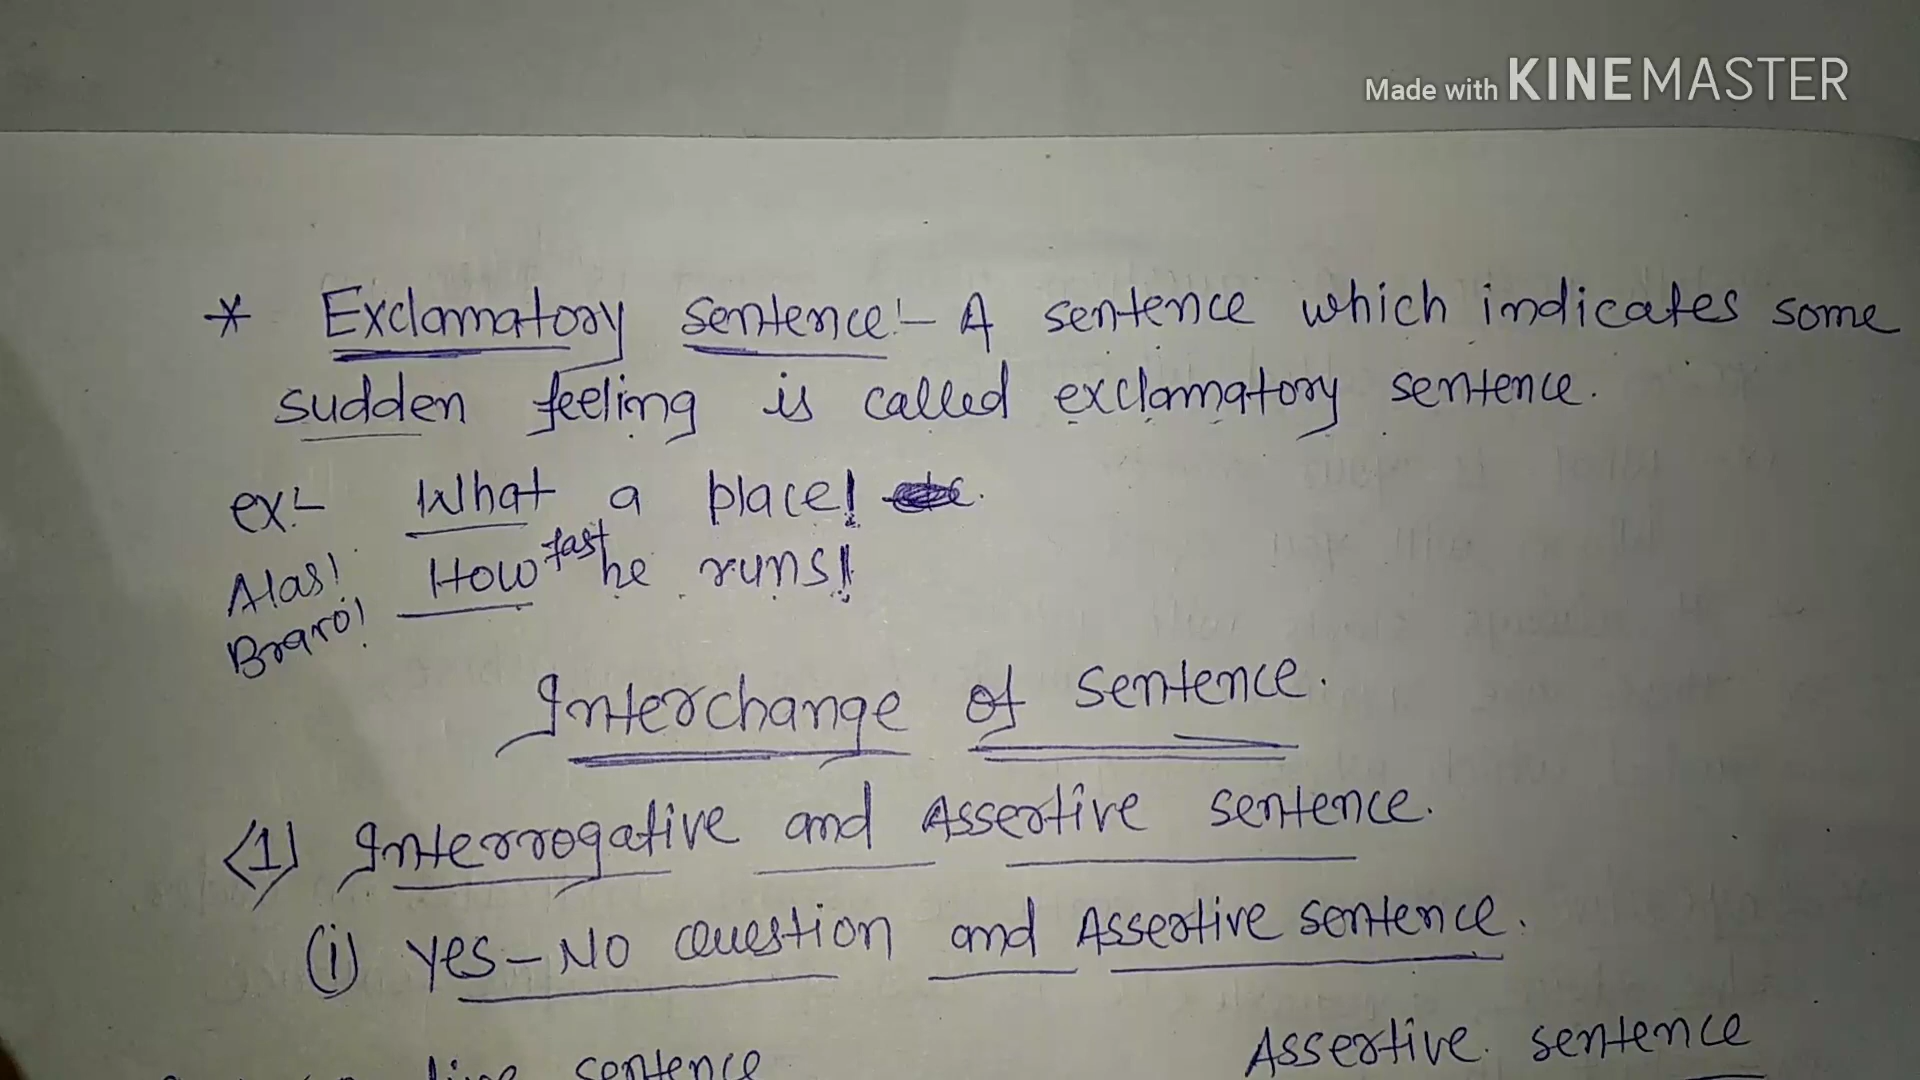 Made with KINEMASTER
* Exclamatory sentence:- A sentence which indicates some
sudden feeling is called exclamatory sentence.
ex:- What a place!
Alas! How fast he runs!
Bravo!
Interchange of sentence.
(1) Interrogative and Assertive sentence.
(i) Yes-No Question and Assertive sentence.
Assertive sentence
sentence